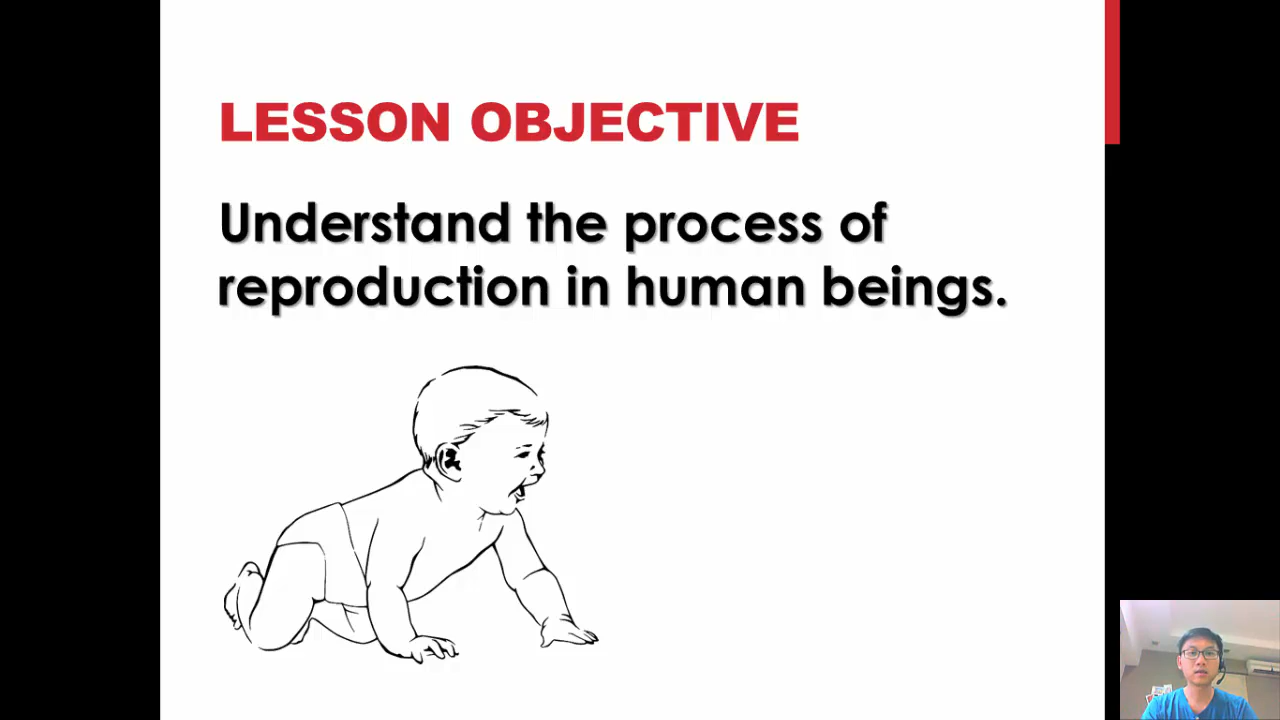 LESSON OBJECTIVE
Understand the process of
reproduction in human beings.